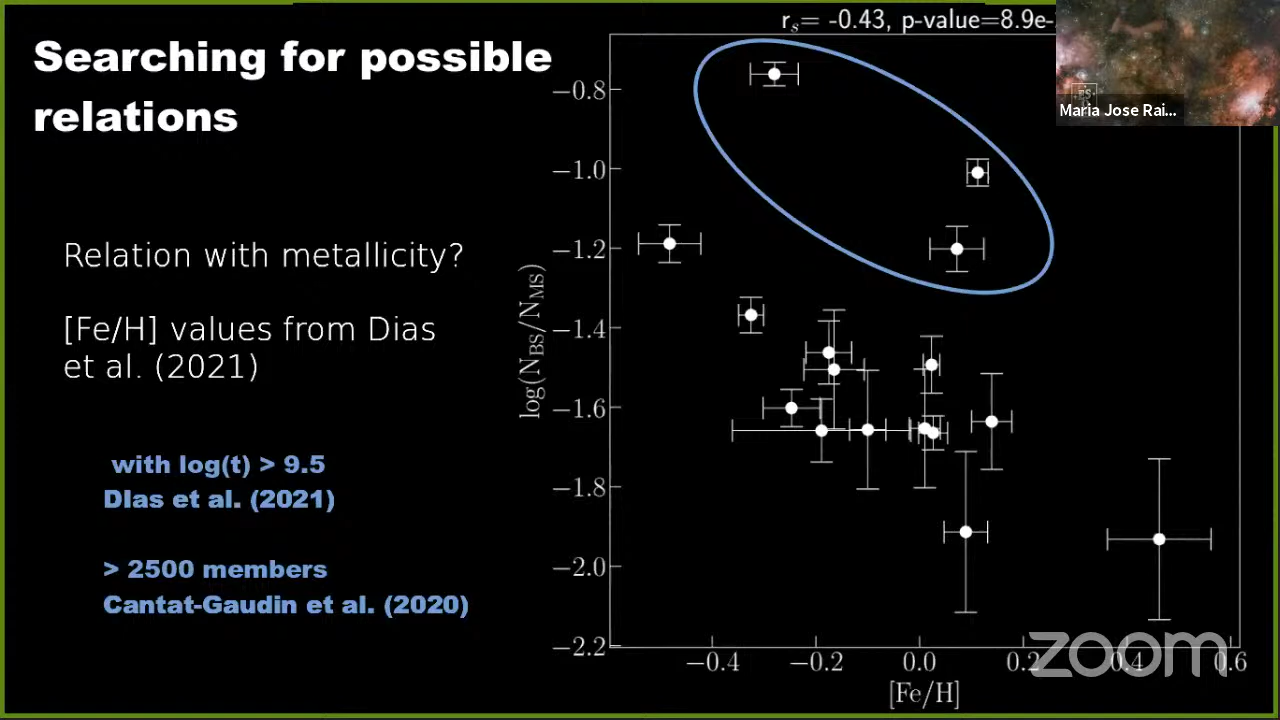 Searching for possible
relations
Relation with metallicity?
[Fe/H] values from Dias
et al. (2021)
with log(t) > 9.5
DIas et al. (2021)
> 2500 members
Cantat-Gaudin et al. (2020)
r_s= -0.43, p-value=8.9e-
Maria Jose Rai...
log(N_BS/N_MS)
−0.8
−1.0
−1.2
−1.4
−1.6
−1.8
−2.0
−2.2
−0.4 −0.2 0.0 0.2 0.4 0.6
[Fe/H]
zoom